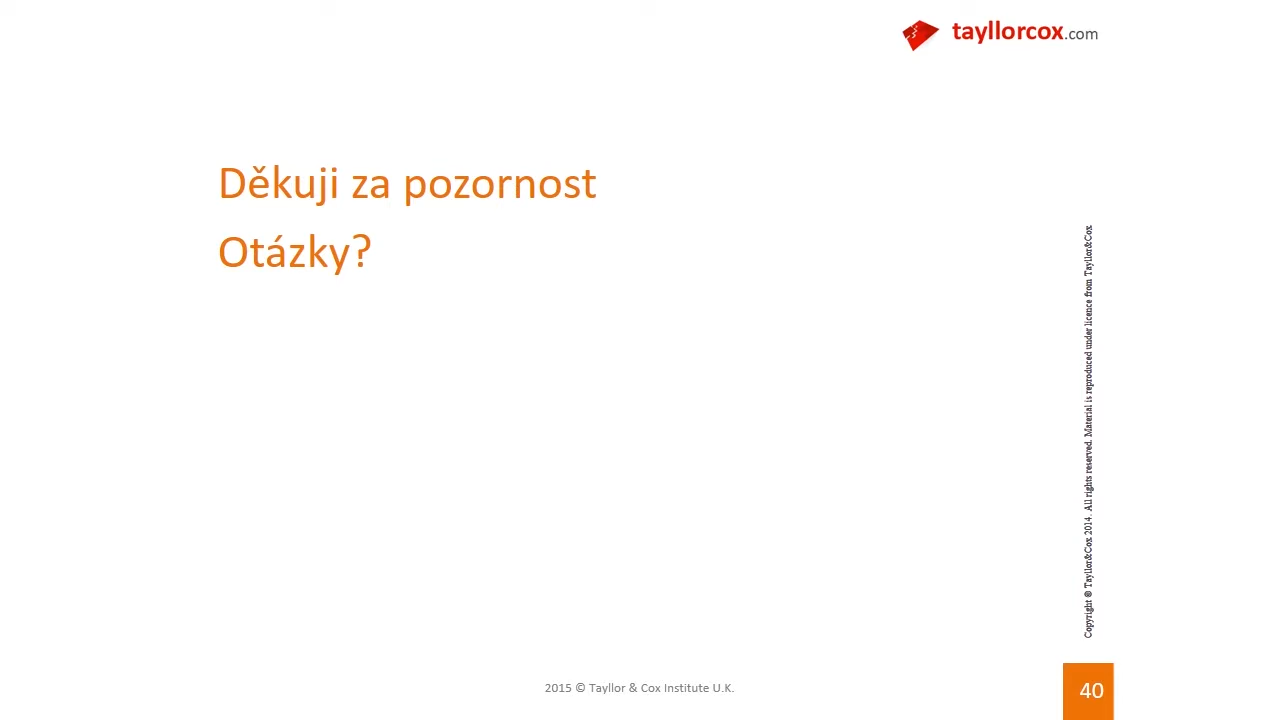 tayllorcox.com
Děkuji za pozornost
Otázky?
Copyright © Tayllor&Cox 2014. All rights reserved. Material is reproduced under licence from Tayllor&Cox.
2015 © Tayllor & Cox Institute U.K.
40